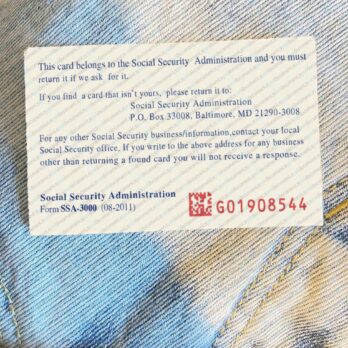 This card belongs to the Social Security Administration and you must
return it if we ask for it.
If you find a card that isn't yours, please return it to:
Social Security Administration
P.O. Box 33008, Baltimore, MD 21290-3008
For any other Social Security business/information,contact your local
Social Security office. If you write to the above address for any business
other than returning a found card you will not receive a response.
Social Security Administration
Form SSA-3000 (08-2011)
G01908544